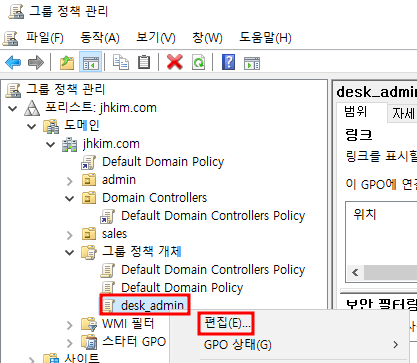 그룹 정책 관리
파일(F) 동작(A) 보기(V) 창(W) 도움말(H)
그룹 정책 관리
포리스트: jhkim.com
도메인
jhkim.com
Default Domain Policy
admin
Domain Controllers
Default Domain Controllers Policy
sales
그룹 정책 개체
Default Domain Controllers Policy
Default Domain Policy
desk_admin
WMI 필터
스타터 GPO
사이트
편집(E)...
GPO 상태(G)
desk_admi
범위 자세
링크
링크를 표시할
이 GPO에 연결
위치
보안 필터링